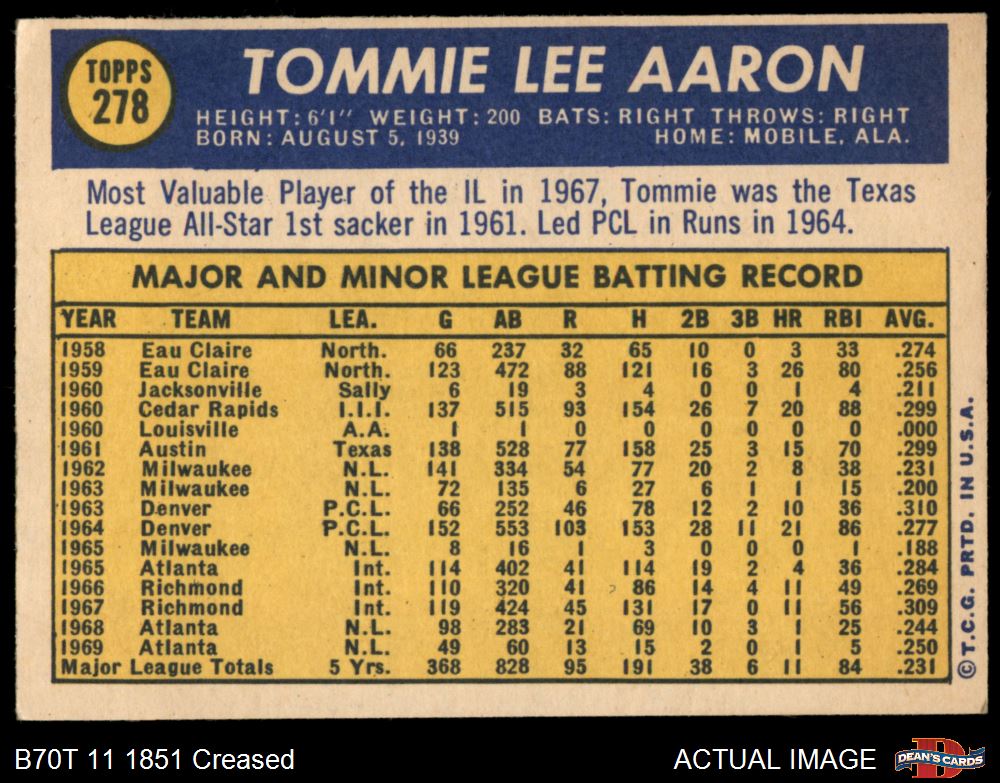 TOPPS
278
TOMMIE LEE AARON
HEIGHT: 6'1" WEIGHT: 200 BATS: RIGHT THROWS: RIGHT
BORN: AUGUST 5, 1939 HOME: MOBILE, ALA.
Most Valuable Player of the IL in 1967, Tommie was the Texas
League All-Star 1st sacker in 1961. Led PCL in Runs in 1964.
MAJOR AND MINOR LEAGUE BATTING RECORD
YEAR TEAM LEA. G AB R H 2B 3B HR RBI AVG.
1958 Eau Claire North. 66 237 32 65 10 0 3 33 .274
1959 Eau Claire North. 123 472 88 121 16 3 26 80 .256
1960 Jacksonville Sally 6 19 3 4 0 0 1 4 .211
1960 Cedar Rapids I.I.I. 137 515 93 154 26 7 20 88 .299
1960 Louisville A.A. 1 1 0 0 0 0 0 0 .000
1961 Austin Texas 138 528 77 158 25 3 15 70 .299
1962 Milwaukee N.L. 141 334 54 77 20 2 8 38 .231
1963 Milwaukee N.L. 72 135 6 27 6 1 1 15 .200
1963 Denver P.C.L. 66 252 46 78 12 2 10 36 .310
1964 Denver P.C.L. 152 553 103 153 28 11 21 86 .277
1965 Milwaukee N.L. 8 16 1 3 0 0 0 1 .188
1965 Atlanta Int. 114 402 41 114 19 2 4 36 .284
1966 Richmond Int. 110 320 41 86 14 4 11 49 .269
1967 Richmond Int. 119 424 45 131 17 0 11 56 .309
1968 Atlanta N.L. 98 283 21 69 10 3 1 25 .244
1969 Atlanta N.L. 49 60 13 15 2 0 1 5 .250
Major League Totals 5 Yrs. 368 828 95 191 38 6 11 84 .231
©T.C.G. PRTD. IN U.S.A.
B70T 11 1851 Creased ACTUAL IMAGE
DEAN'S CARDS